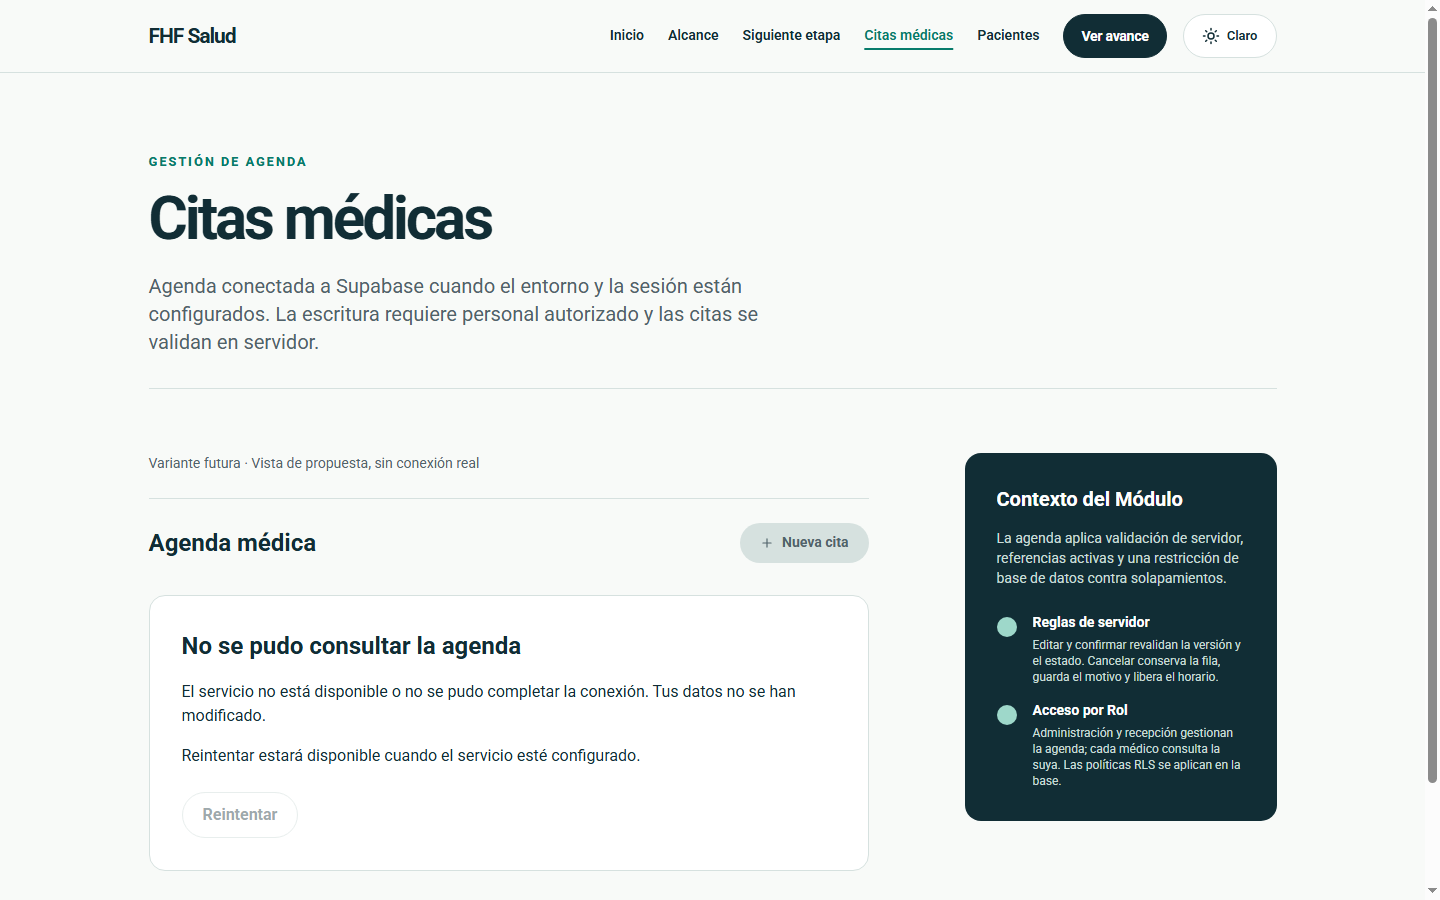 FHF Salud
Inicio
Alcance
Siguiente etapa
Citas médicas
Pacientes
Ver avance
Claro
GESTIÓN DE AGENDA
Citas médicas
Agenda conectada a Supabase cuando el entorno y la sesión están
configurados. La escritura requiere personal autorizado y las citas se
validan en servidor.
Variante futura · Vista de propuesta, sin conexión real
Agenda médica
+ Nueva cita
No se pudo consultar la agenda
El servicio no está disponible o no se pudo completar la conexión. Tus datos no se han
modificado.
Reintentar estará disponible cuando el servicio esté configurado.
Reintentar
Contexto del Módulo
La agenda aplica validación de servidor,
referencias activas y una restricción de
base de datos contra solapamientos.
Reglas de servidor
Editar y confirmar revalidan la versión y
el estado. Cancelar conserva la fila,
guarda el motivo y libera el horario.
Acceso por Rol
Administración y recepción gestionan
la agenda; cada médico consulta la
suya. Las políticas RLS se aplican en la
base.